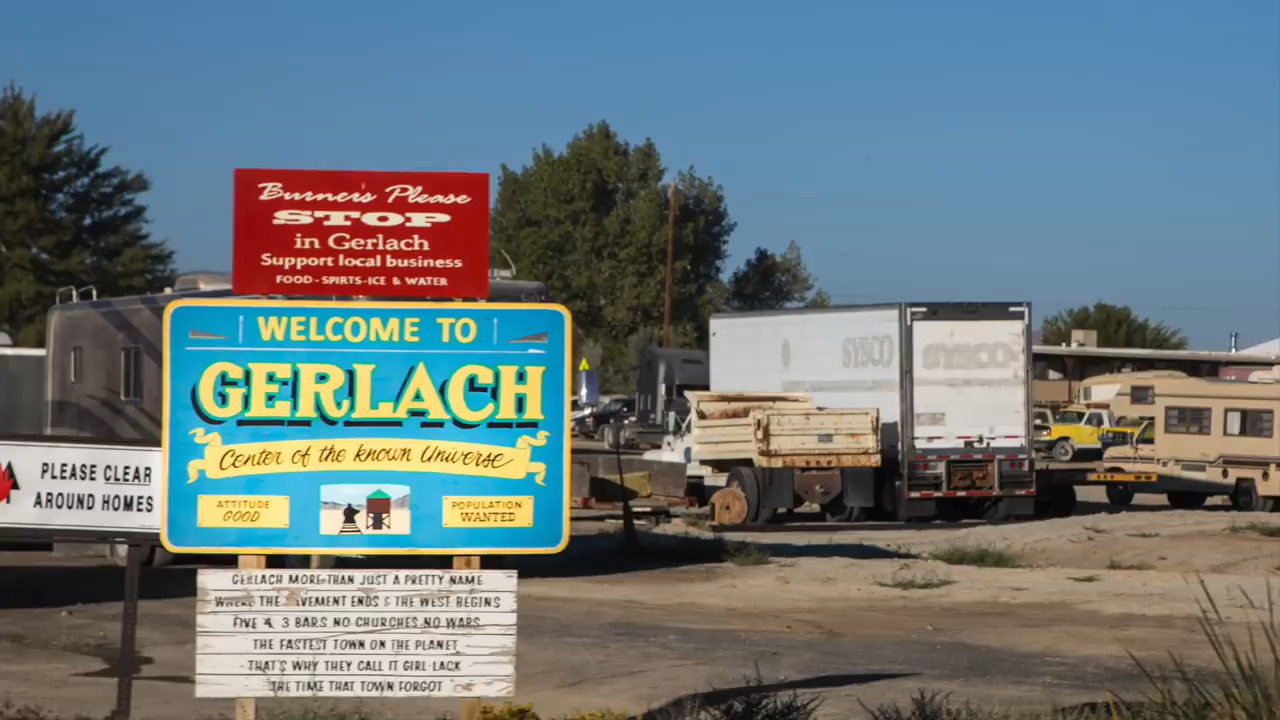 Burners Please
STOP
in Gerlach
Support local business
FOOD - SPIRTS - ICE & WATER
WELCOME TO
GERLACH
Center of the known Universe
ATTITUDE
GOOD
POPULATION
WANTED
PLEASE CLEAR
AROUND HOMES
GERLACH MORE THAN JUST A PRETTY NAME
WHERE THE PAVEMENT ENDS & THE WEST BEGINS
FIVE 4, 3 BARS NO CHURCHES NO WARS
THE FASTEST TOWN ON THE PLANET
THAT'S WHY THEY CALL IT GIRL-LACK
THE TIME THAT TOWN FORGOT
SYSCO
SYSCO